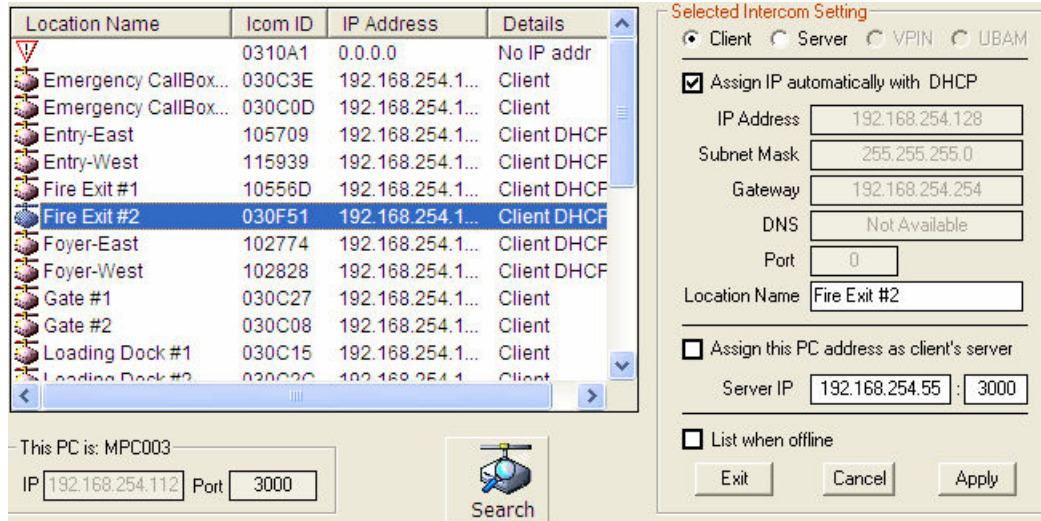 Location Name Icom ID IP Address Details
0310A1 0.0.0.0 No IP addr
Emergency CallBox... 030C3E 192.168.254.1... Client
Emergency CallBox... 030C0D 192.168.254.1... Client
Entry-East 105709 192.168.254.1... Client DHCP
Entry-West 115939 192.168.254.1... Client DHCP
Fire Exit #1 10556D 192.168.254.1... Client DHCP
Fire Exit #2 030F51 192.168.254.1... Client DHCP
Foyer-East 102774 192.168.254.1... Client DHCP
Foyer-West 102828 192.168.254.1... Client DHCP
Gate #1 030C27 192.168.254.1... Client
Gate #2 030C08 192.168.254.1... Client
Loading Dock #1 030C15 192.168.254.1... Client
Loading Dock #2 192.168.254.1 Client
This PC is: MPC003
IP 192.168.254.112 Port 3000
Search
Selected Intercom Setting
Client Server VPIN UBAM
Assign IP automatically with DHCP
IP Address 192.168.254.128
Subnet Mask 255.255.255.0
Gateway 192.168.254.254
DNS Not Available
Port 0
Location Name Fire Exit #2
Assign this PC address as client's server
Server IP 192.168.254.55 : 3000
List when offline
Exit Cancel Apply